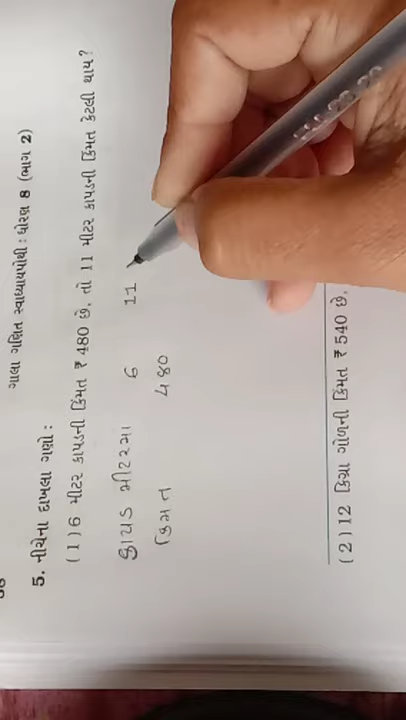 ગાલા ગણિત સ્વાધ્યાયપોથી : ધોરણ 8 (ભાગ 2)
5. નીચેના દાખલા ગણો :
(1) 6 મીટર કાપડની કિંમત ₹ 480 છે, તો 11 મીટર કાપડની કિંમત કેટલી થાય?
કાપડ મીટરમા 6 11
કિંમત 480
(2) 12 કિગ્રા ગોળની કિંમત ₹ 540 છે,